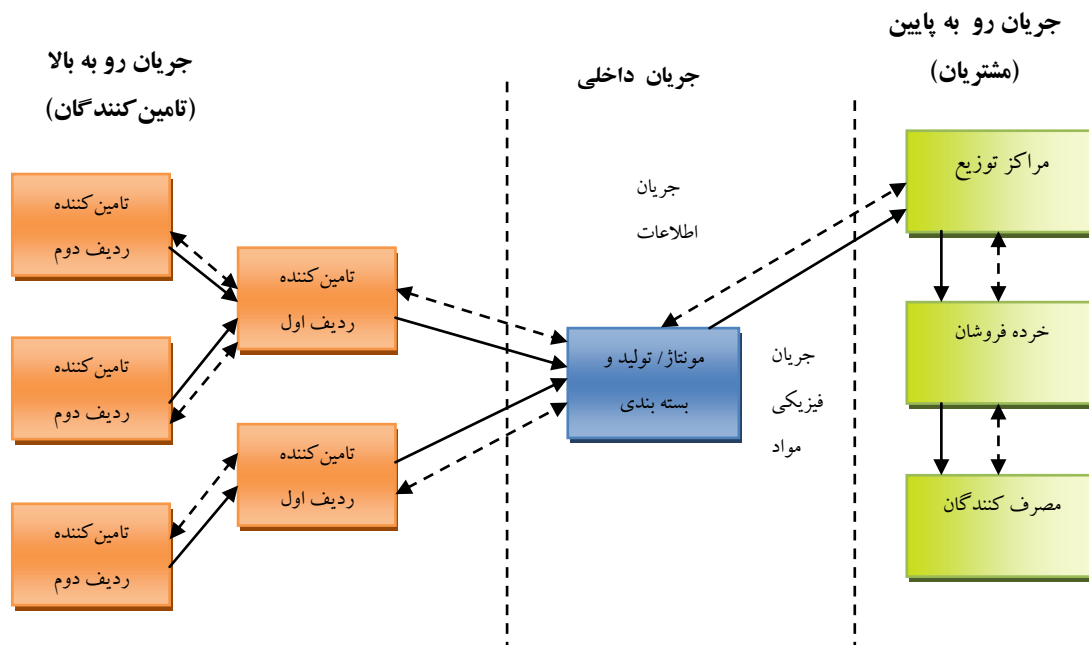 جریان رو به پایین
(مشتریان)
جریان داخلی
جریان رو به بالا
(تامین‌کنندگان)
مراکز توزیع
خرده فروشان
مصرف کنندگان
جریان
اطلاعات
مونتاژ/ تولید و
بسته بندی
جریان
فیزیکی
مواد
تامین‌کننده
ردیف اول
تامین‌کننده
ردیف اول
تامین‌کننده
ردیف دوم
تامین‌کننده
ردیف دوم
تامین‌کننده
ردیف دوم